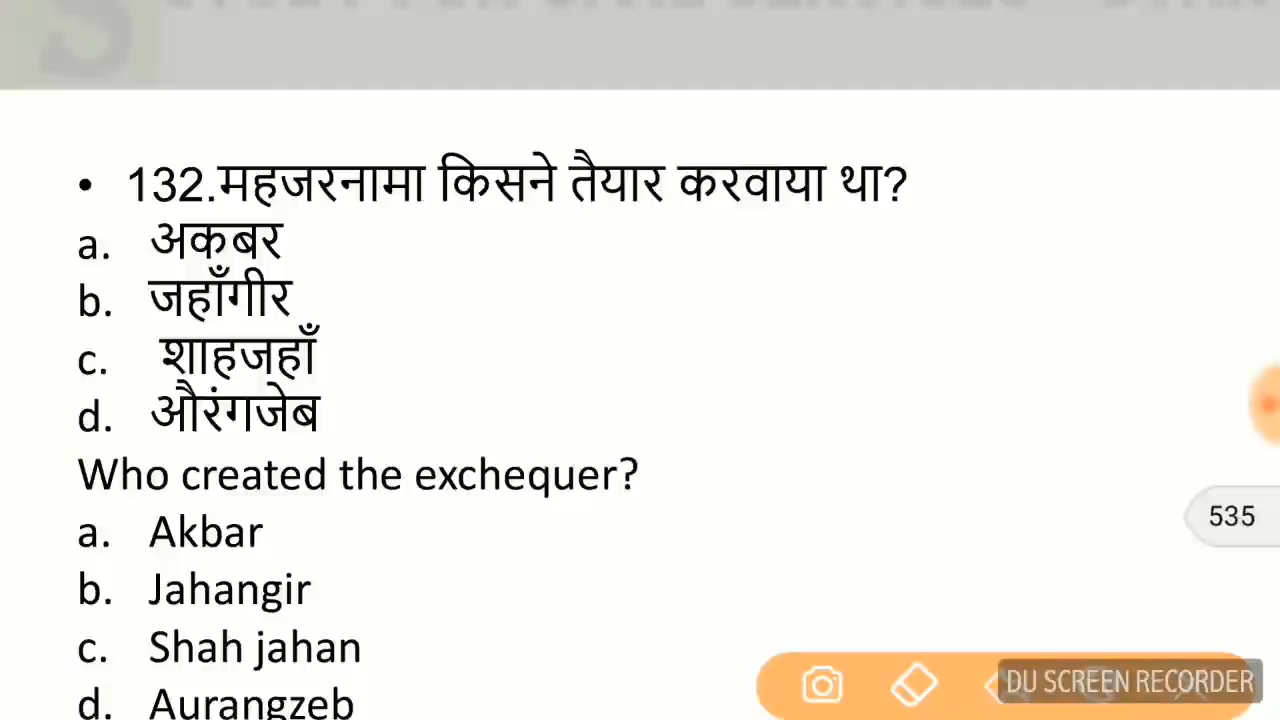 • 132.महजरनामा किसने तैयार करवाया था?
a. अकबर
b. जहाँगीर
c. शाहजहाँ
d. औरंगजेब
Who created the exchequer?
a. Akbar
b. Jahangir
c. Shah jahan
d. Aurangzeb
535
DU SCREEN RECORDER